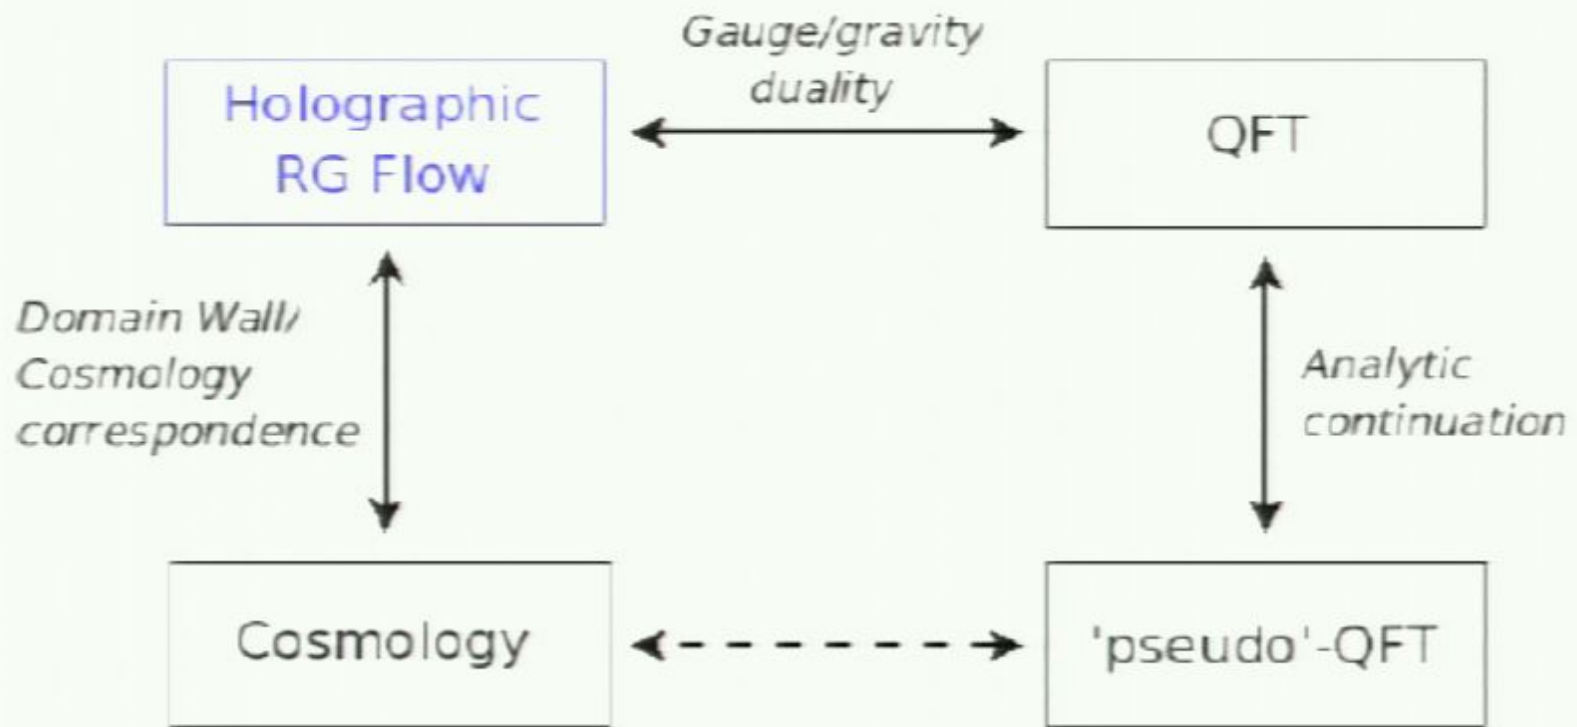 Gauge/gravity
duality
Holographic
RG Flow
QFT
Domain Wall/
Cosmology
correspondence
Analytic
continuation
Cosmology
'pseudo'-QFT